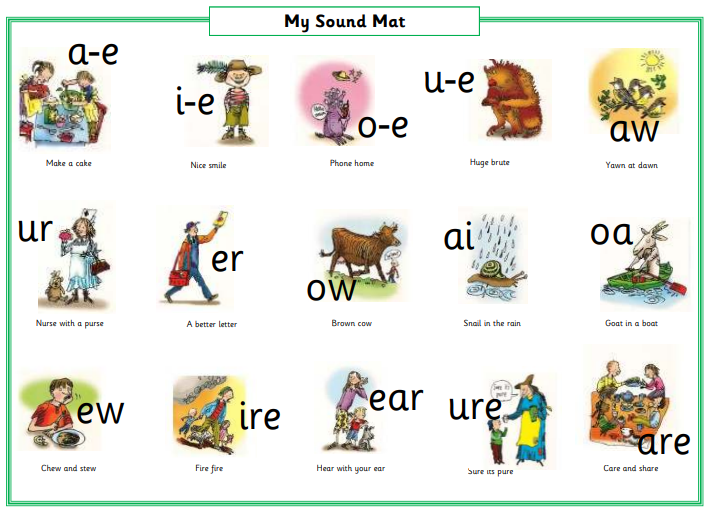 My Sound Mat
a-e
i-e
o-e
u-e
aw
Make a cake
Nice smile
Phone home
Huge brute
Yawn at dawn
ur
er
ow
ai
oa
Nurse with a purse
A better letter
Brown cow
Snail in the rain
Goat in a boat
ew
ire
ear
ure
are
Chew and stew
Fire fire
Hear with your ear
Sure its pure
Care and share